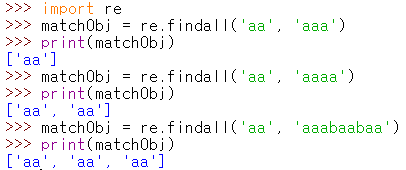 >>> import re
>>> matchObj = re.findall('aa', 'aaa')
>>> print(matchObj)
['aa']
>>> matchObj = re.findall('aa', 'aaaa')
>>> print(matchObj)
['aa', 'aa']
>>> matchObj = re.findall('aa', 'aaabaabaa')
>>> print(matchObj)
['aa', 'aa', 'aa']